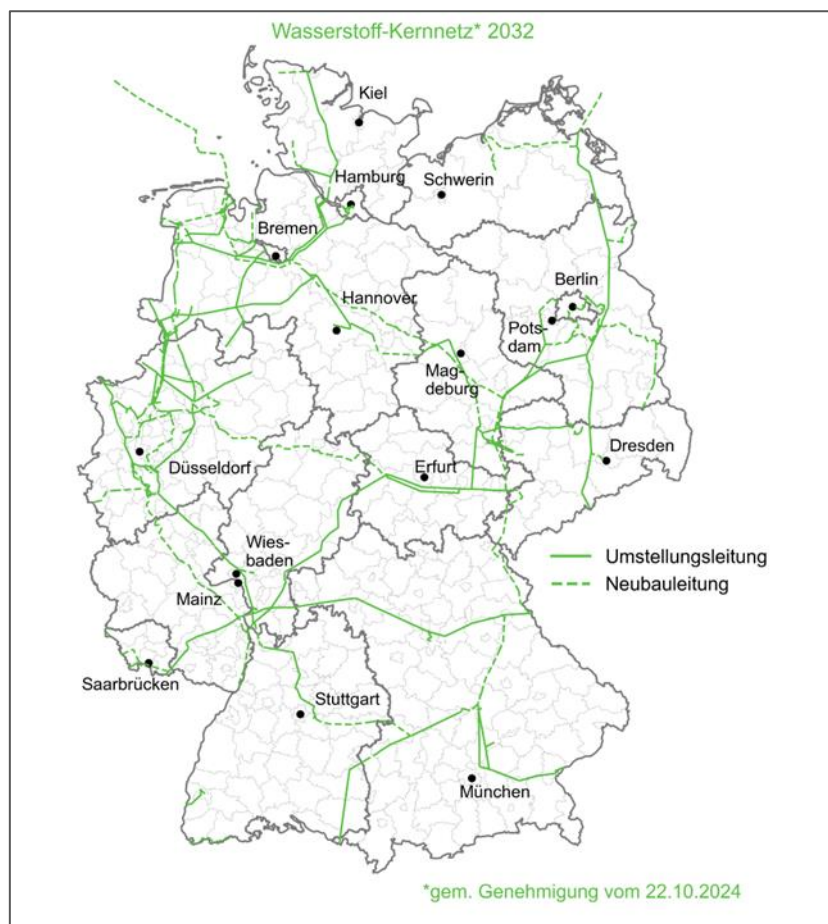 Wasserstoff-Kernnetz* 2032
Kiel
Hamburg
Schwerin
Bremen
Hannover
Berlin
Pots-
dam
Mag-
deburg
Düsseldorf
Erfurt
Dresden
Wies-
baden
Umstellungsleitung
Neubauleitung
Mainz
Saarbrücken
Stuttgart
München
*gem. Genehmigung vom 22.10.2024